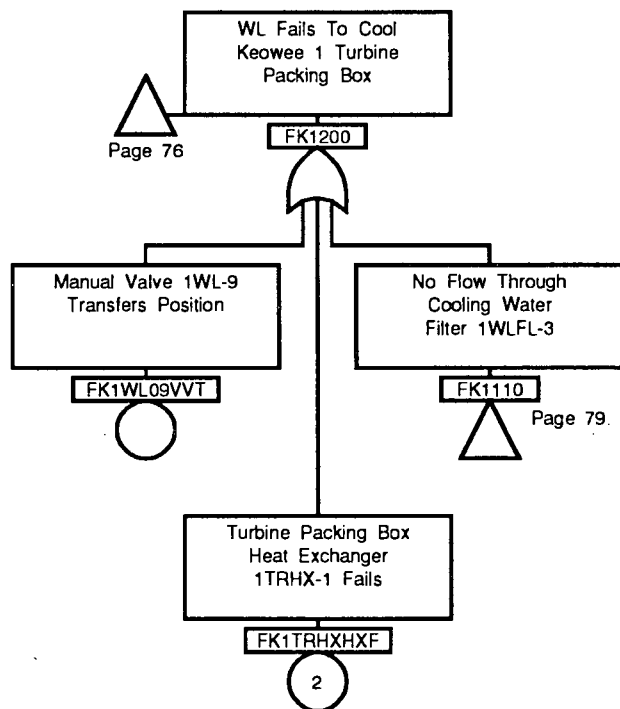 WL Fails To Cool
Keowee 1 Turbine
Packing Box
Page 76
FK1200
Manual Valve 1WL-9
Transfers Position
FK1WL09VVT
No Flow Through
Cooling Water
Filter 1WLFL-3
FK1110
Page 79.
Turbine Packing Box
Heat Exchanger
1TRHX-1 Fails
FK1TRHXHXF
2